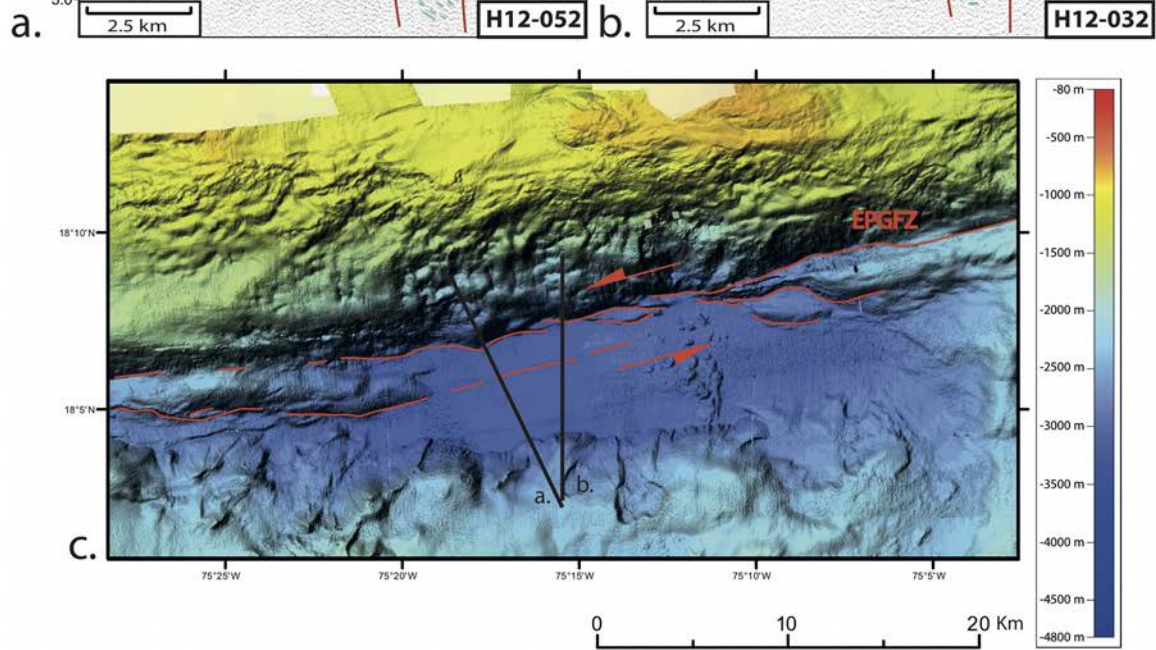 3.0
a.
2.5 km
H12-052
b.
2.5 km
H12-032
EPGFZ
18°10'N
18°5'N
a.
b.
c.
75°25'W
75°20'W
75°15'W
75°10'W
75°5'W
-80 m
-500 m
-1000 m
-1500 m
-2000 m
-2500 m
-3000 m
-3500 m
-4000 m
-4500 m
-4800 m
0 10 20 Km